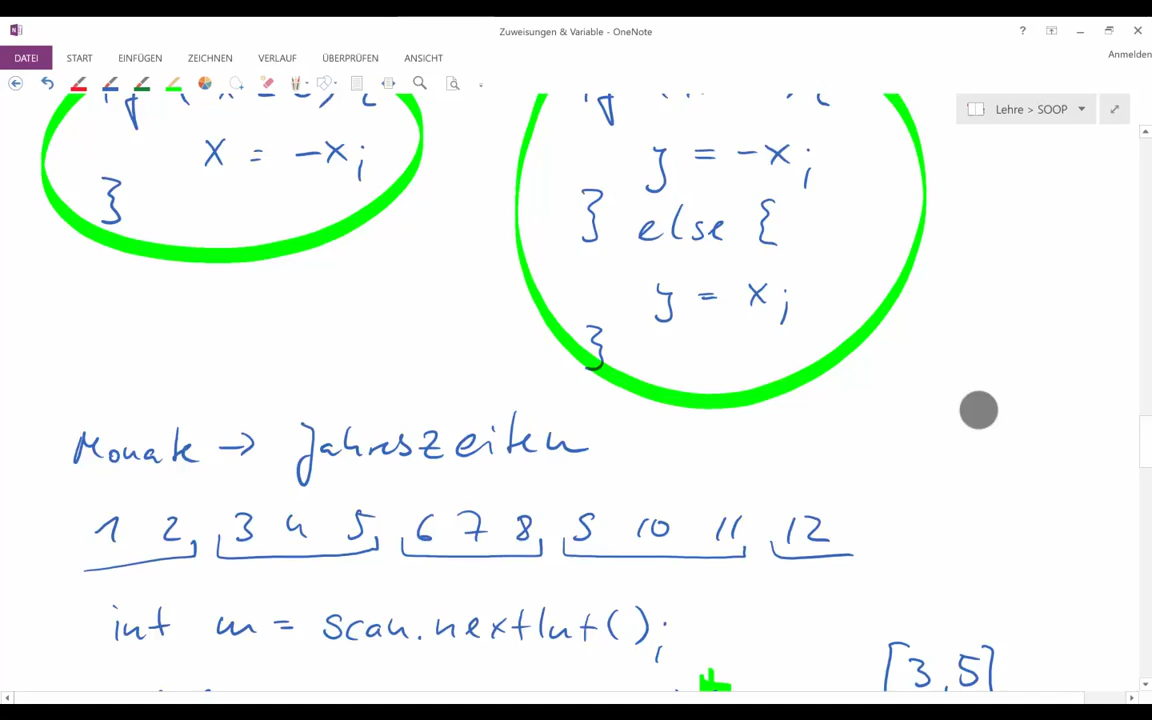 Zuweisungen & Variable - OneNote
Anmelden
DATEI START EINFÜGEN ZEICHNEN VERLAUF ÜBERPRÜFEN ANSICHT
Lehre > SOOP
x = -x;
}
y = -x;
} else {
y = x;
}
Monate → Jahreszeiten
1 2, 3 4 5, 6 7 8, 9 10 11, 12
int m = scan.nextInt();
[3,5]